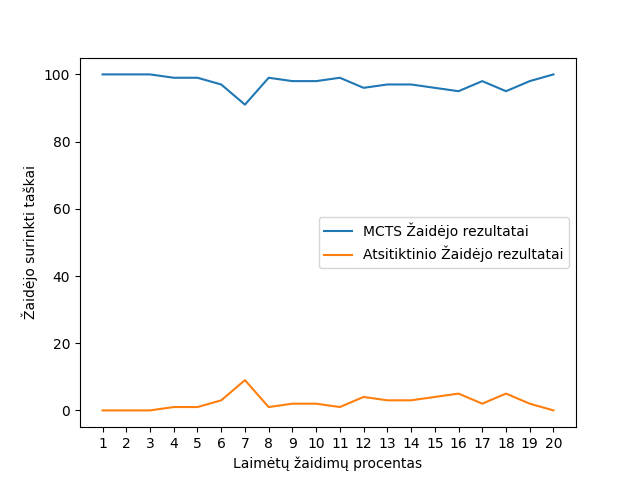 100
80
60
40
20
0
Žaidėjo surinkti taškai
MCTS Žaidėjo rezultatai
Atsitiktinio Žaidėjo rezultatai
1 2 3 4 5 6 7 8 9 10 11 12 13 14 15 16 17 18 19 20
Laimėtų žaidimų procentas